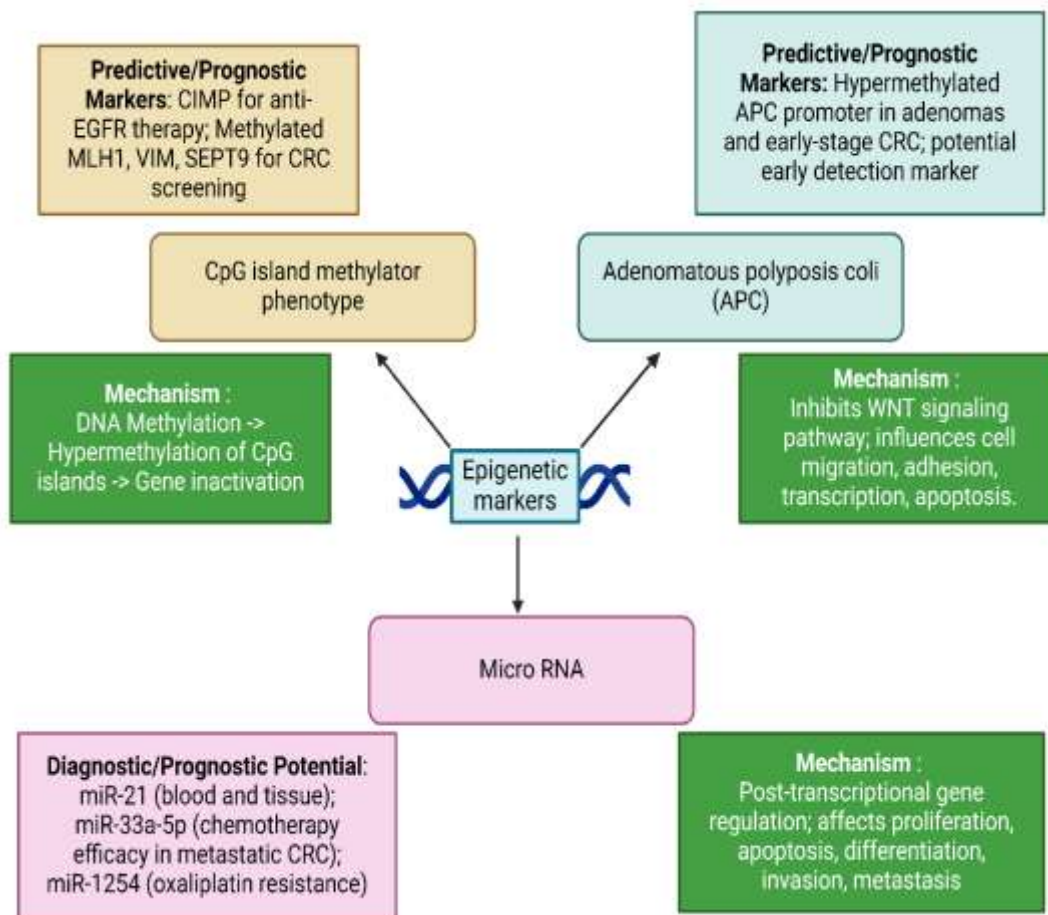 Predictive/Prognostic
Markers: CIMP for anti-
EGFR therapy; Methylated
MLH1, VIM, SEPT9 for CRC
screening
Predictive/Prognostic
Markers: Hypermethylated
APC promoter in adenomas
and early-stage CRC; potential
early detection marker
CpG island methylator
phenotype
Adenomatous polyposis coli
(APC)
Mechanism :
DNA Methylation ->
Hypermethylation of CpG
islands -> Gene inactivation
Mechanism :
Inhibits WNT signaling
pathway; influences cell
migration, adhesion,
transcription, apoptosis.
Epigenetic
markers
Micro RNA
Diagnostic/Prognostic Potential:
miR-21 (blood and tissue);
miR-33a-5p (chemotherapy
efficacy in metastatic CRC);
miR-1254 (oxaliplatin resistance)
Mechanism :
Post-transcriptional gene
regulation; affects proliferation,
apoptosis, differentiation,
invasion, metastasis